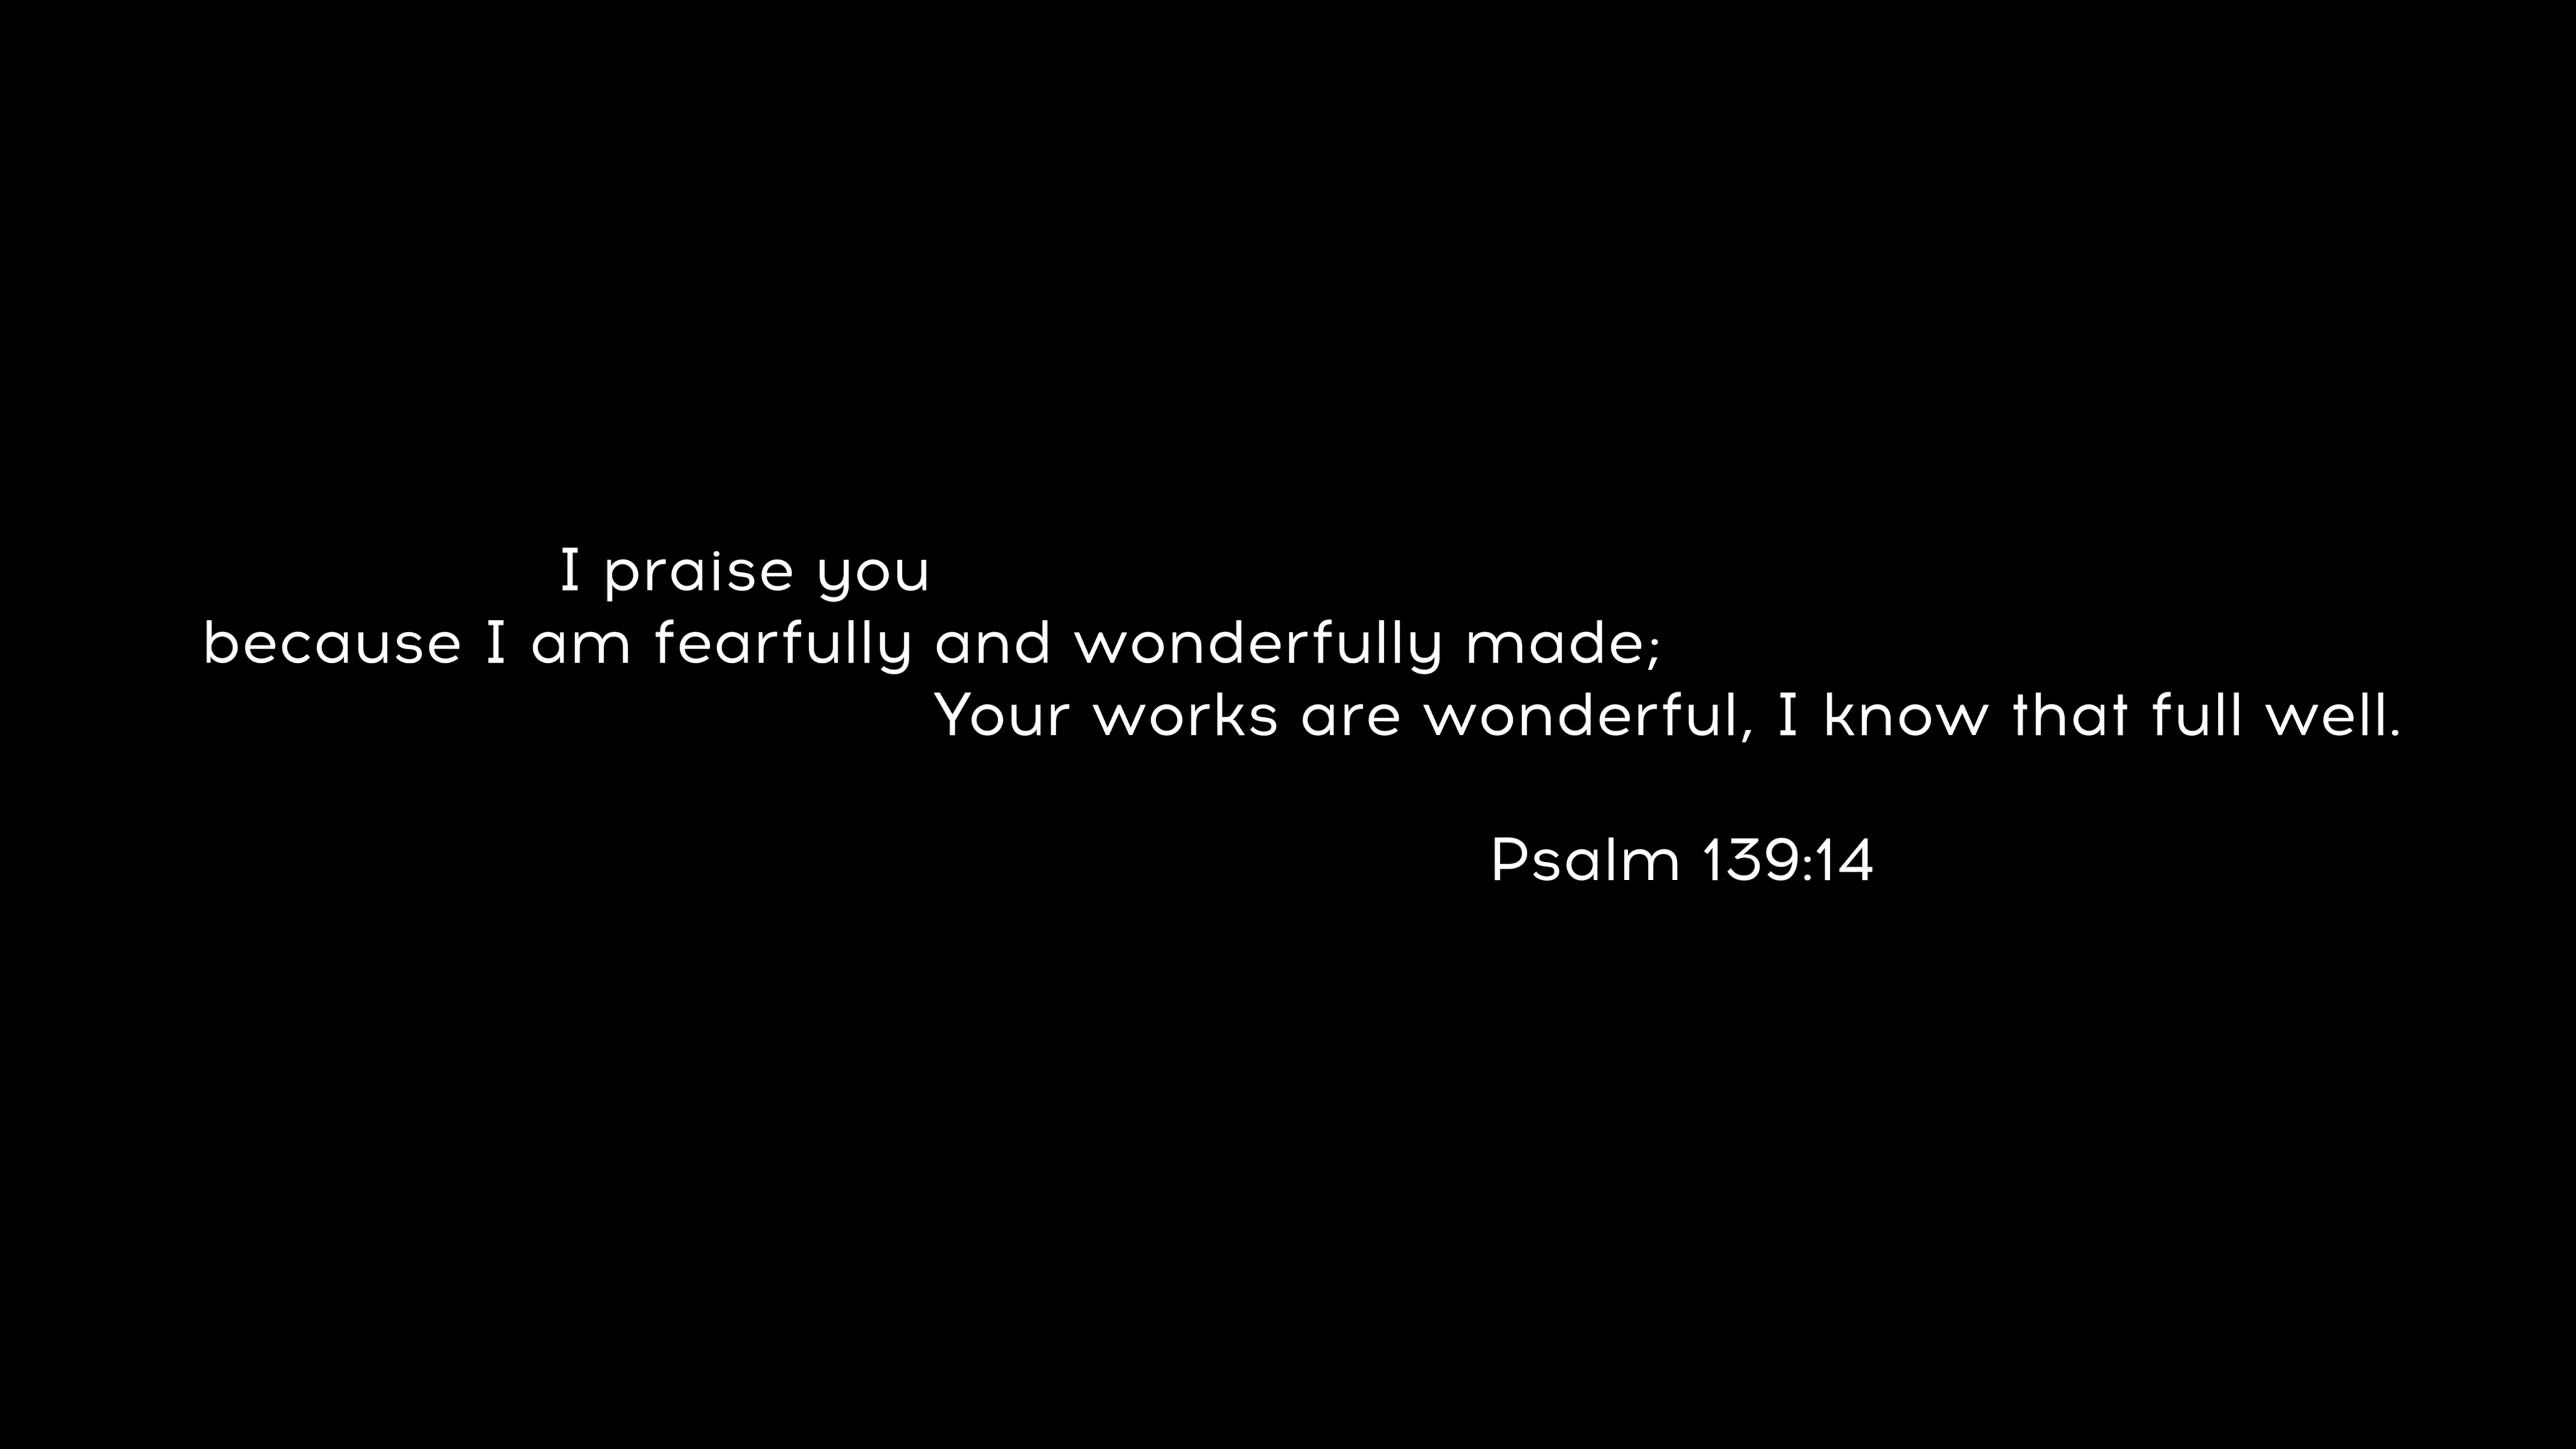 I praise you
because I am fearfully and wonderfully made;
Your works are wonderful, I know that full well.
Psalm 139:14